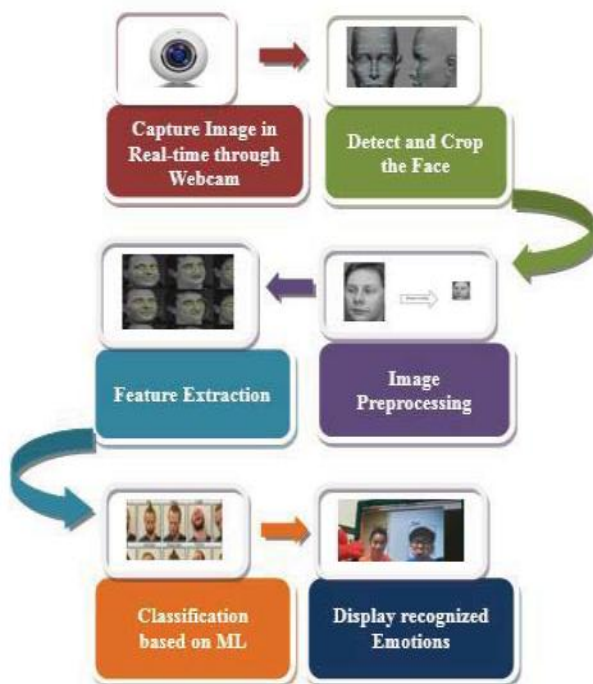 Capture Image in
Real-time through
Webcam
Detect and Crop
the Face
Image
Preprocessing
Feature Extraction
Classification
based on ML
Display recognized
Emotions